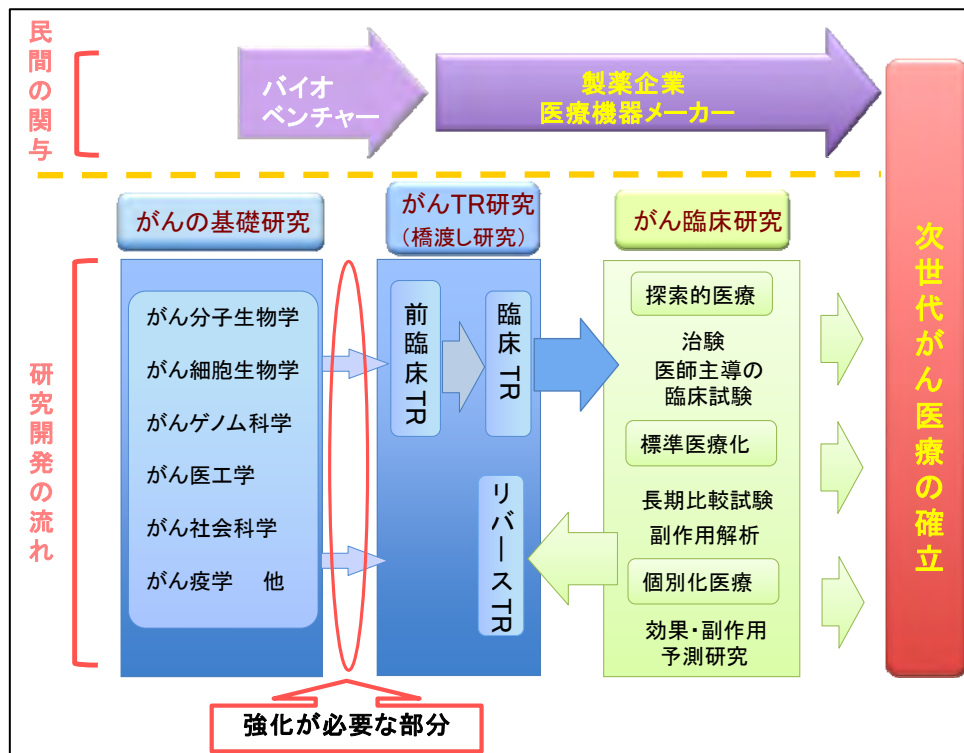 民間の関与
バイオ
ベンチャー
製薬企業
医療機器メーカー
研究開発の流れ
がんの基礎研究
がん分子生物学
がん細胞生物学
がんゲノム科学
がん医工学
がん社会科学
がん疫学 他
強化が必要な部分
がんTR研究
(橋渡し研究)
前臨床TR
臨床TR
リバースTR
がん臨床研究
探索的医療
治験
医師主導の
臨床試験
標準医療化
長期比較試験
副作用解析
個別化医療
効果・副作用
予測研究
次世代がん医療の確立